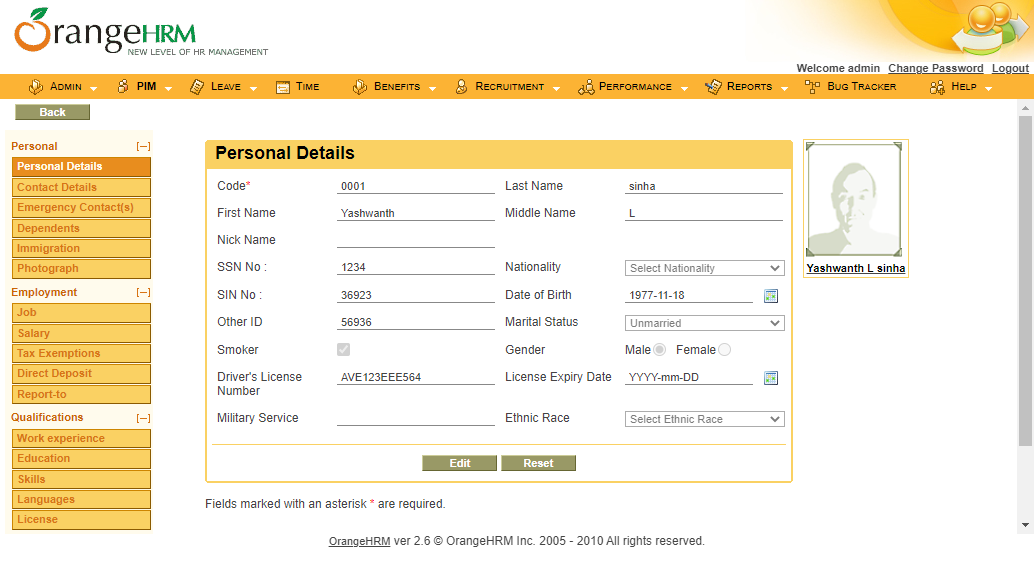 OrangeHRM
NEW LEVEL OF HR MANAGEMENT
Welcome admin Change Password Logout
ADMIN PIM LEAVE TIME BENEFITS RECRUITMENT PERFORMANCE REPORTS BUG TRACKER HELP
Back
Personal [–]
Personal Details
Contact Details
Emergency Contact(s)
Dependents
Immigration
Photograph
Employment [–]
Job
Salary
Tax Exemptions
Direct Deposit
Report-to
Qualifications [–]
Work experience
Education
Skills
Languages
License
Personal Details
Code* 0001 Last Name sinha
First Name Yashwanth Middle Name L
Nick Name
SSN No : 1234 Nationality Select Nationality
SIN No : 36923 Date of Birth 1977-11-18
Other ID 56936 Marital Status Unmarried
Smoker Gender Male Female
Driver's License Number AVE123EEE564 License Expiry Date YYYY-mm-DD
Military Service Ethnic Race Select Ethnic Race
Edit Reset
Yashwanth L sinha
Fields marked with an asterisk * are required.
OrangeHRM ver 2.6 © OrangeHRM Inc. 2005 - 2010 All rights reserved.